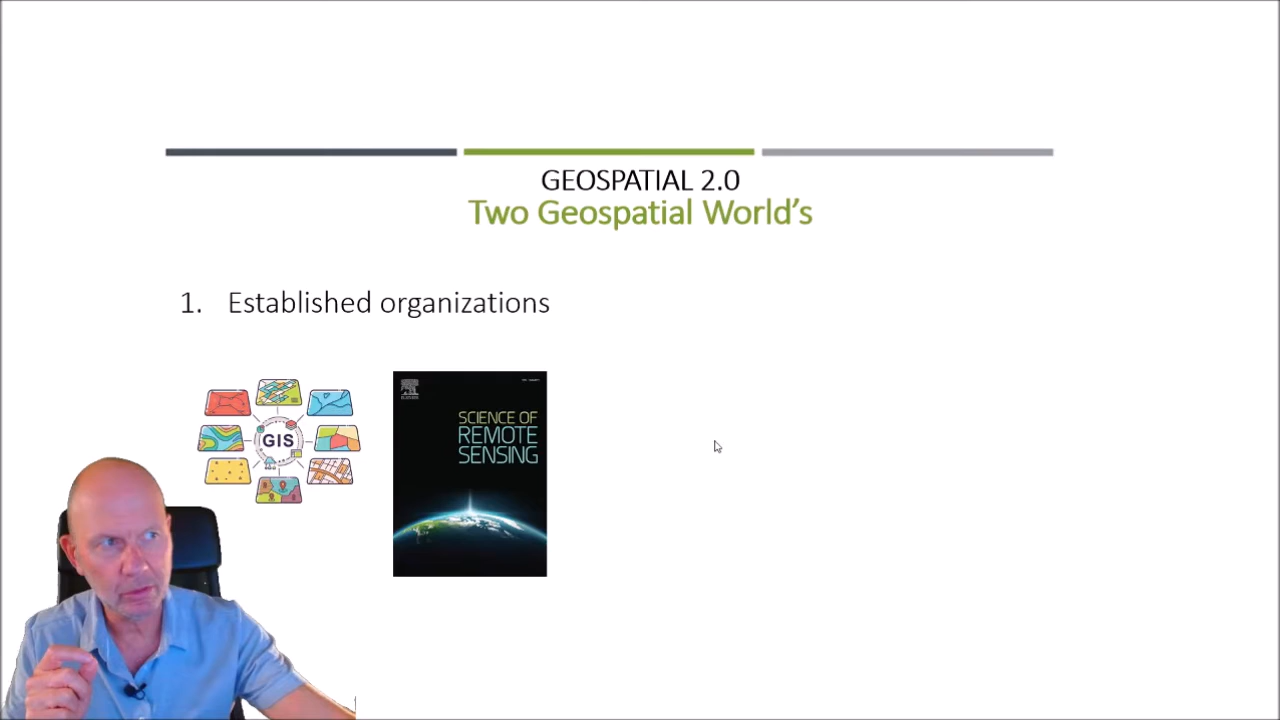 GEOSPATIAL 2.0
Two Geospatial World's
1. Established organizations
GIS
SCIENCE OF
REMOTE
SENSING